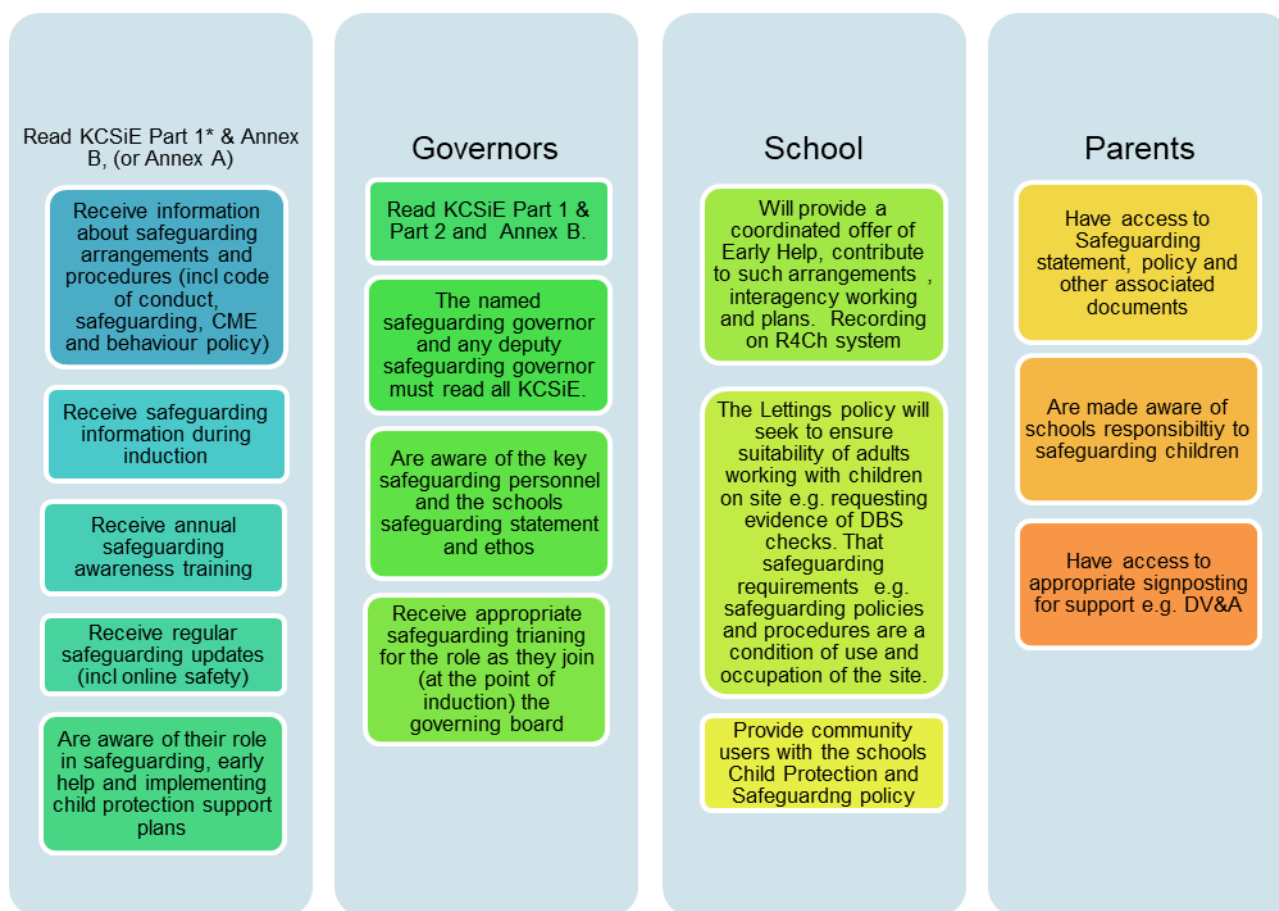 Read KCSiE Part 1* & Annex
B, (or Annex A)
Receive information
about safeguarding
arrangements and
procedures (incl code
of conduct,
safeguarding, CME
and behaviour policy)
Receive safeguarding
information during
induction
Receive annual
safeguarding
awareness training
Receive regular
safeguarding updates
(incl online safety)
Are aware of their role
in safeguarding, early
help and implementing
child protection support
plans
Governors
Read KCSiE Part 1 &
Part 2 and Annex B.
The named
safeguarding governor
and any deputy
safeguarding governor
must read all KCSiE.
Are aware of the key
safeguarding personnel
and the schools
safeguarding statement
and ethos
Receive appropriate
safeguarding trianing
for the role as they join
(at the point of
induction) the
governing board
School
Will provide a
coordinated offer of
Early Help, contribute
to such arrangements ,
interagency working
and plans. Recording
on R4Ch system
The Lettings policy will
seek to ensure
suitability of adults
working with children
on site e.g. requesting
evidence of DBS
checks. That
safeguarding
requirements e.g.
safeguarding policies
and procedures are a
condition of use and
occupation of the site.
Provide community
users with the schools
Child Protection and
Safeguardng policy
Parents
Have access to
Safeguarding
statement, policy and
other associated
documents
Are made aware of
schools responsibiltiy to
safeguarding children
Have access to
appropriate signposting
for support e.g. DV&A